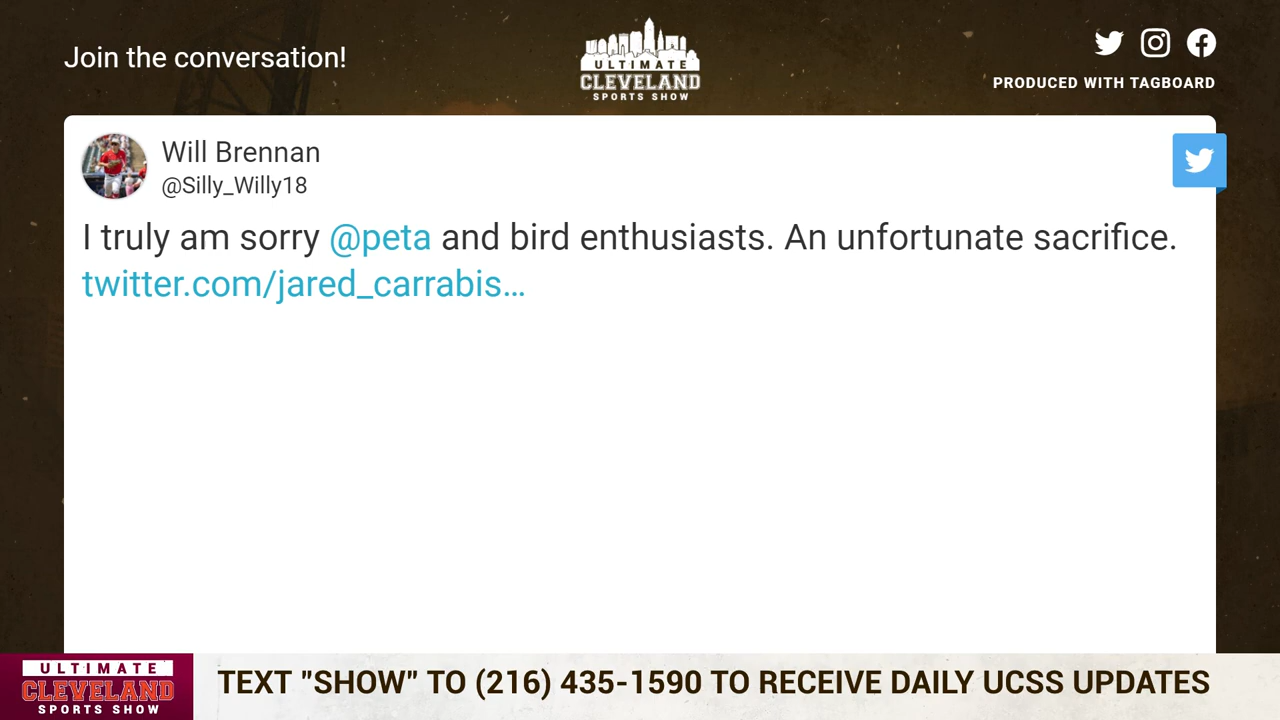 Join the conversation!
ULTIMATE
CLEVELAND
SPORTS SHOW
PRODUCED WITH TAGBOARD
Will Brennan
@Silly_Willy18
I truly am sorry @peta and bird enthusiasts. An unfortunate sacrifice.
twitter.com/jared_carrabis…
ULTIMATE
CLEVELAND
SPORTS SHOW
TEXT "SHOW" TO (216) 435-1590 TO RECEIVE DAILY UCSS UPDATES